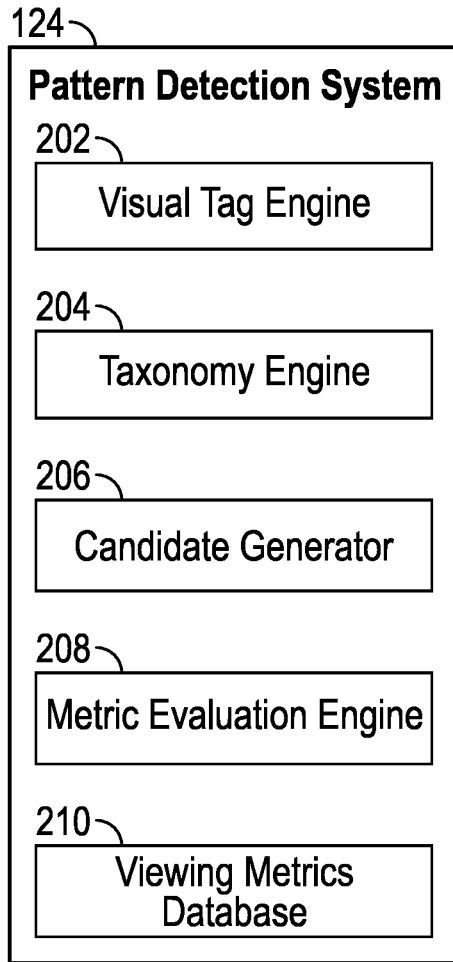 124
Pattern Detection System
202
Visual Tag Engine
204
Taxonomy Engine
206
Candidate Generator
208
Metric Evaluation Engine
210
Viewing Metrics
Database